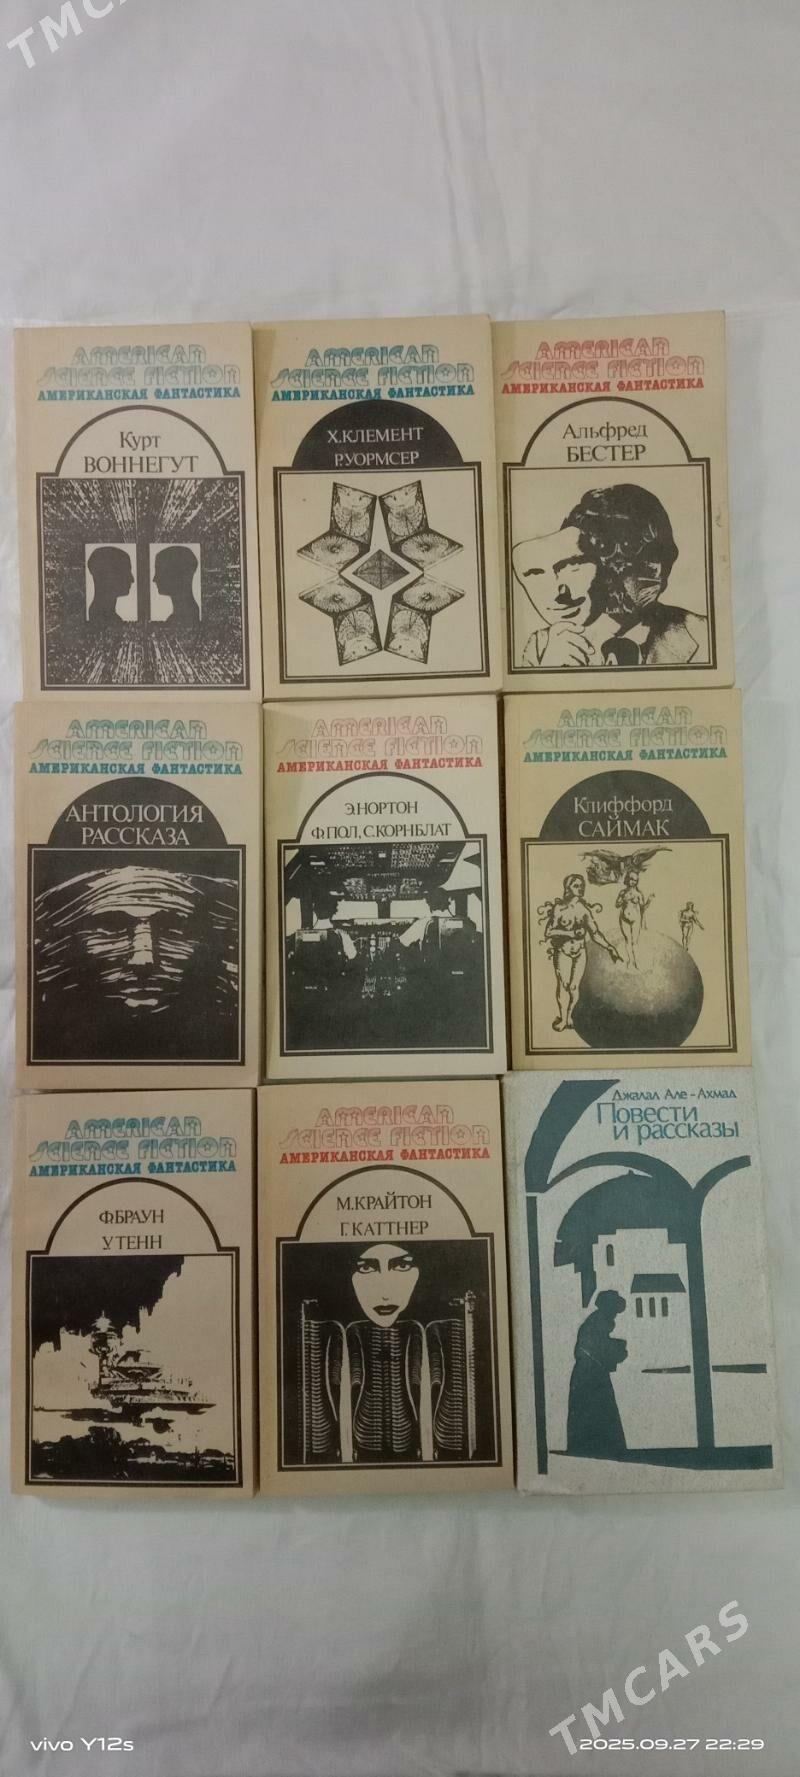 TMCA
AMERICAN
SCIENCE FICTION
АМЕРИКАНСКАЯ ФАНТАСТИКА
Курт
ВОННЕГУТ
AMERICAN
SCIENCE FICTION
АМЕРИКАНСКАЯ ФАНТАСТИКА
Х.КЛЕМЕНТ
Р.УОРМСЕР
AMERICAN
SCIENCE FICTION
АМЕРИКАНСКАЯ ФАНТАСТИКА
Альфред
БЕСТЕР
AMERICAN
SCIENCE FICTION
АМЕРИКАНСКАЯ ФАНТАСТИКА
АНТОЛОГИЯ
РАССКАЗА
AMERICAN
SCIENCE FICTION
АМЕРИКАНСКАЯ ФАНТАСТИКА
Э.НОРТОН
Ф.ПОЛ, С.КОРНБЛАТ
AMERICAN
SCIENCE FICTION
АМЕРИКАНСКАЯ ФАНТАСТИКА
Клиффорд
САЙМАК
AMERICAN
SCIENCE FICTION
АМЕРИКАНСКАЯ ФАНТАСТИКА
Ф.БРАУН
У.ТЕНН
AMERICAN
SCIENCE FICTION
АМЕРИКАНСКАЯ ФАНТАСТИКА
М.КРАЙТОН
Г.КАТТНЕР
Джалал Але-Ахмад
Повести
и рассказы
TMCARS
vivo Y12s
2025.09.27 22:29